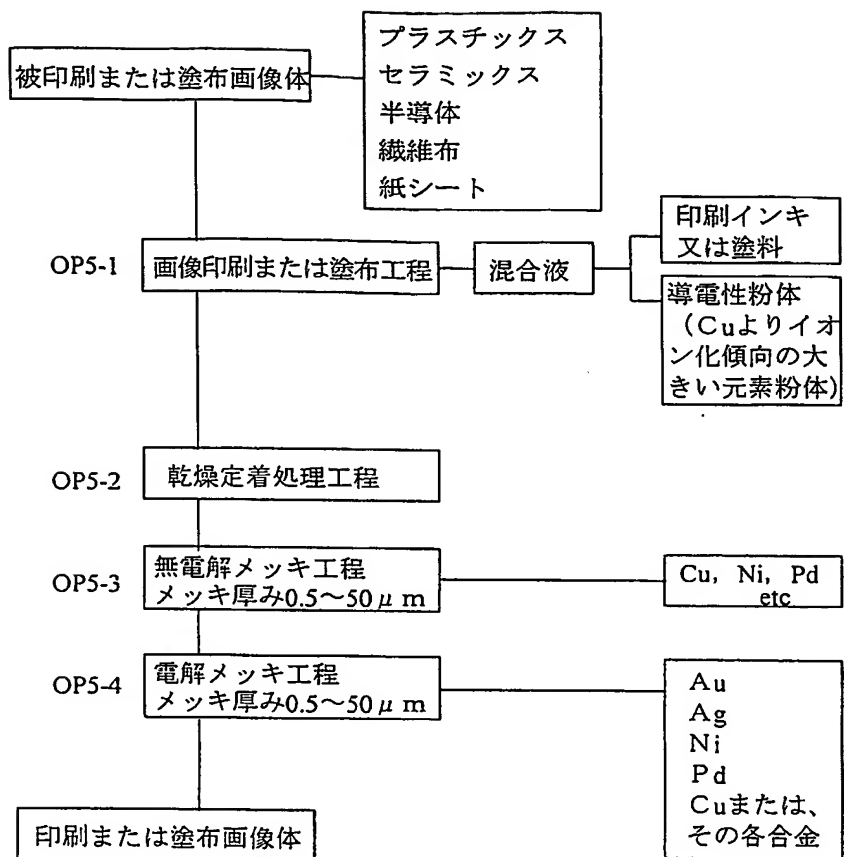 被印刷または塗布画像体
プラスチックス
セラミックス
半導体
繊維布
紙シート
OP5-1
画像印刷または塗布工程
混合液
印刷インキ
又は塗料
導電性粉体
(Cuよりイオ
ン化傾向の大
きい元素粉体)
OP5-2
乾燥定着処理工程
OP5-3
無電解メッキ工程
メッキ厚み0.5〜50μm
Cu, Ni, Pd
etc
OP5-4
電解メッキ工程
メッキ厚み0.5〜50μm
Au
Ag
Ni
Pd
Cuまたは、
その各合金
印刷または塗布画像体